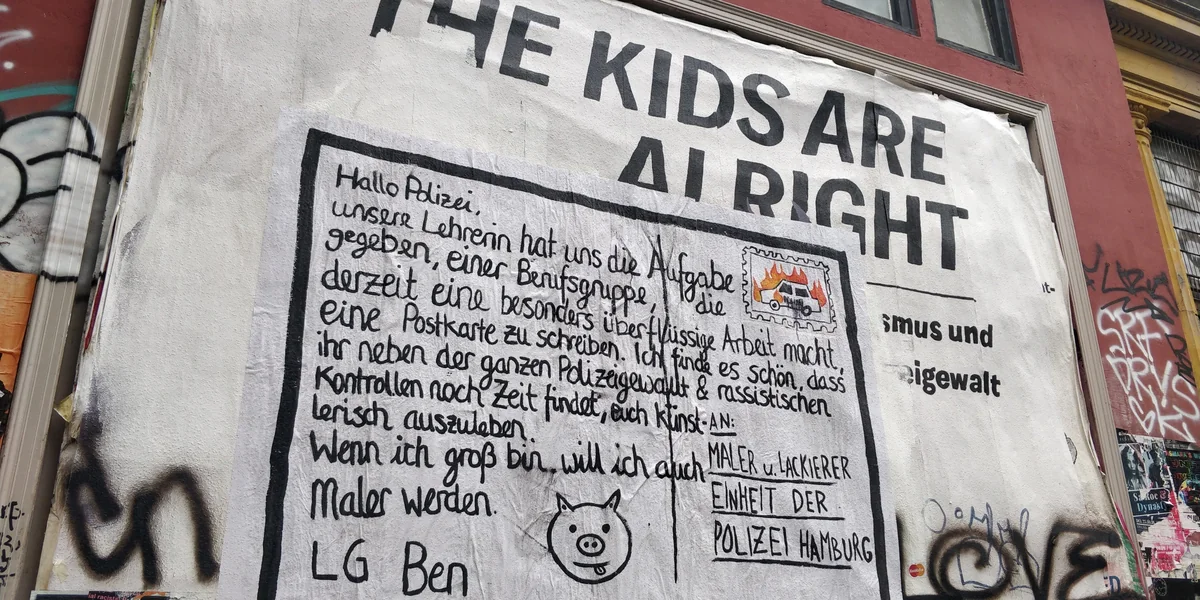 THE KIDS ARE
ALRIGHT
smus und
eigewalt
Hallo Polizei,
unsere Lehrerin hat uns die Aufgabe
gegeben, einer Berufsgruppe, die
derzeit eine besonders überflüssige Arbeit macht,
eine Postkarte zu schreiben. Ich finde es schön, dass
ihr neben der ganzen Polizeigewallt & rassistischen
Kontrollen noch Zeit findet, euch künst-
lerisch auszuleben.
Wenn ich groß bin, will ich auch
Maler werden.
LG Ben
AN:
MALER u. LACKIERER
EINHEIT DER
POLIZEI HAMBURG